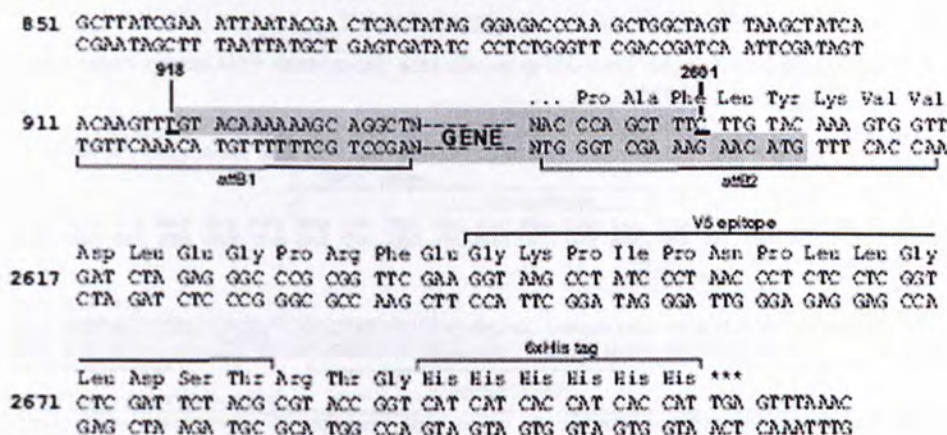 851 GCTTATCGAAA ATTAATACGA CTCACTATAG GGAGACCCAA GCTGGCTAGT TAAGCTATCA
CGAATAGCTT TAATTATGCT GAGTGATATC CCTCTGGGTT CGACCGATCA ATTCGATAGT
918 2601
... Pro Ala Phe Leu Tyr Lys Val Val
911 ACAAGTTTGT ACAAAAAAGC AGGCTN------- GENE -------NAC CCA GCT TTC TTG TAC AAA GTG GTT
TGTTCAAACA TGTTTTTTCG TCCGAN------- -------NTG GGT CGA AAG AAC ATG TTT CAC CAA
attB1 attB2
V5 epitope
Asp Leu Glu Gly Pro Arg Phe Glu Gly Lys Pro Ile Pro Asn Pro Leu Leu Gly
2617 GAT CTA GAG GGC CCG CGG TTC GAA GGT AAG CCT ATC CCT AAC CCT CTC CTC GGT
CTA GAT CTC CCG GGC GCC AAG CTT CCA TTC GGA TAG GGA TTG GGA GAG GAG CCA
6xHis tag
Leu Asp Ser Thr Arg Thr Gly His His His His His His ***
2671 CTC GAT TCT ACG CGT ACC GGT CAT CAT CAC CAT CAC CAT TGA GTTTAAAC
GAG CTA AGA TGC GCA TGG CCA GTA GTA GTG GTA GTG GTA ACT CAAATTTG